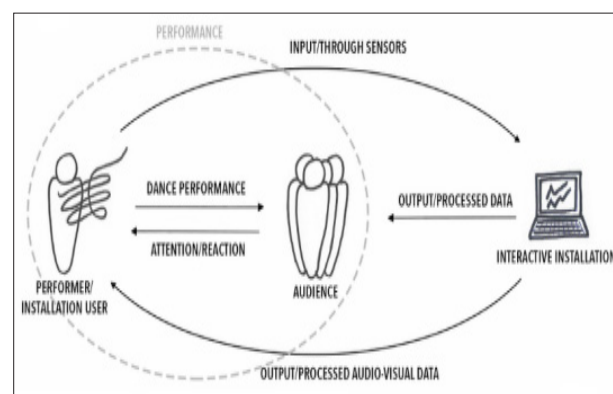 PERFORMANCE
INPUT/THROUGH SENSORS
DANCE PERFORMANCE
ATTENTION/REACTION
OUTPUT/PROCESSED DATA
PERFORMER/
INSTALLATION USER
AUDIENCE
INTERACTIVE INSTALLATION
OUTPUT/PROCESSED AUDIO-VISUAL DATA